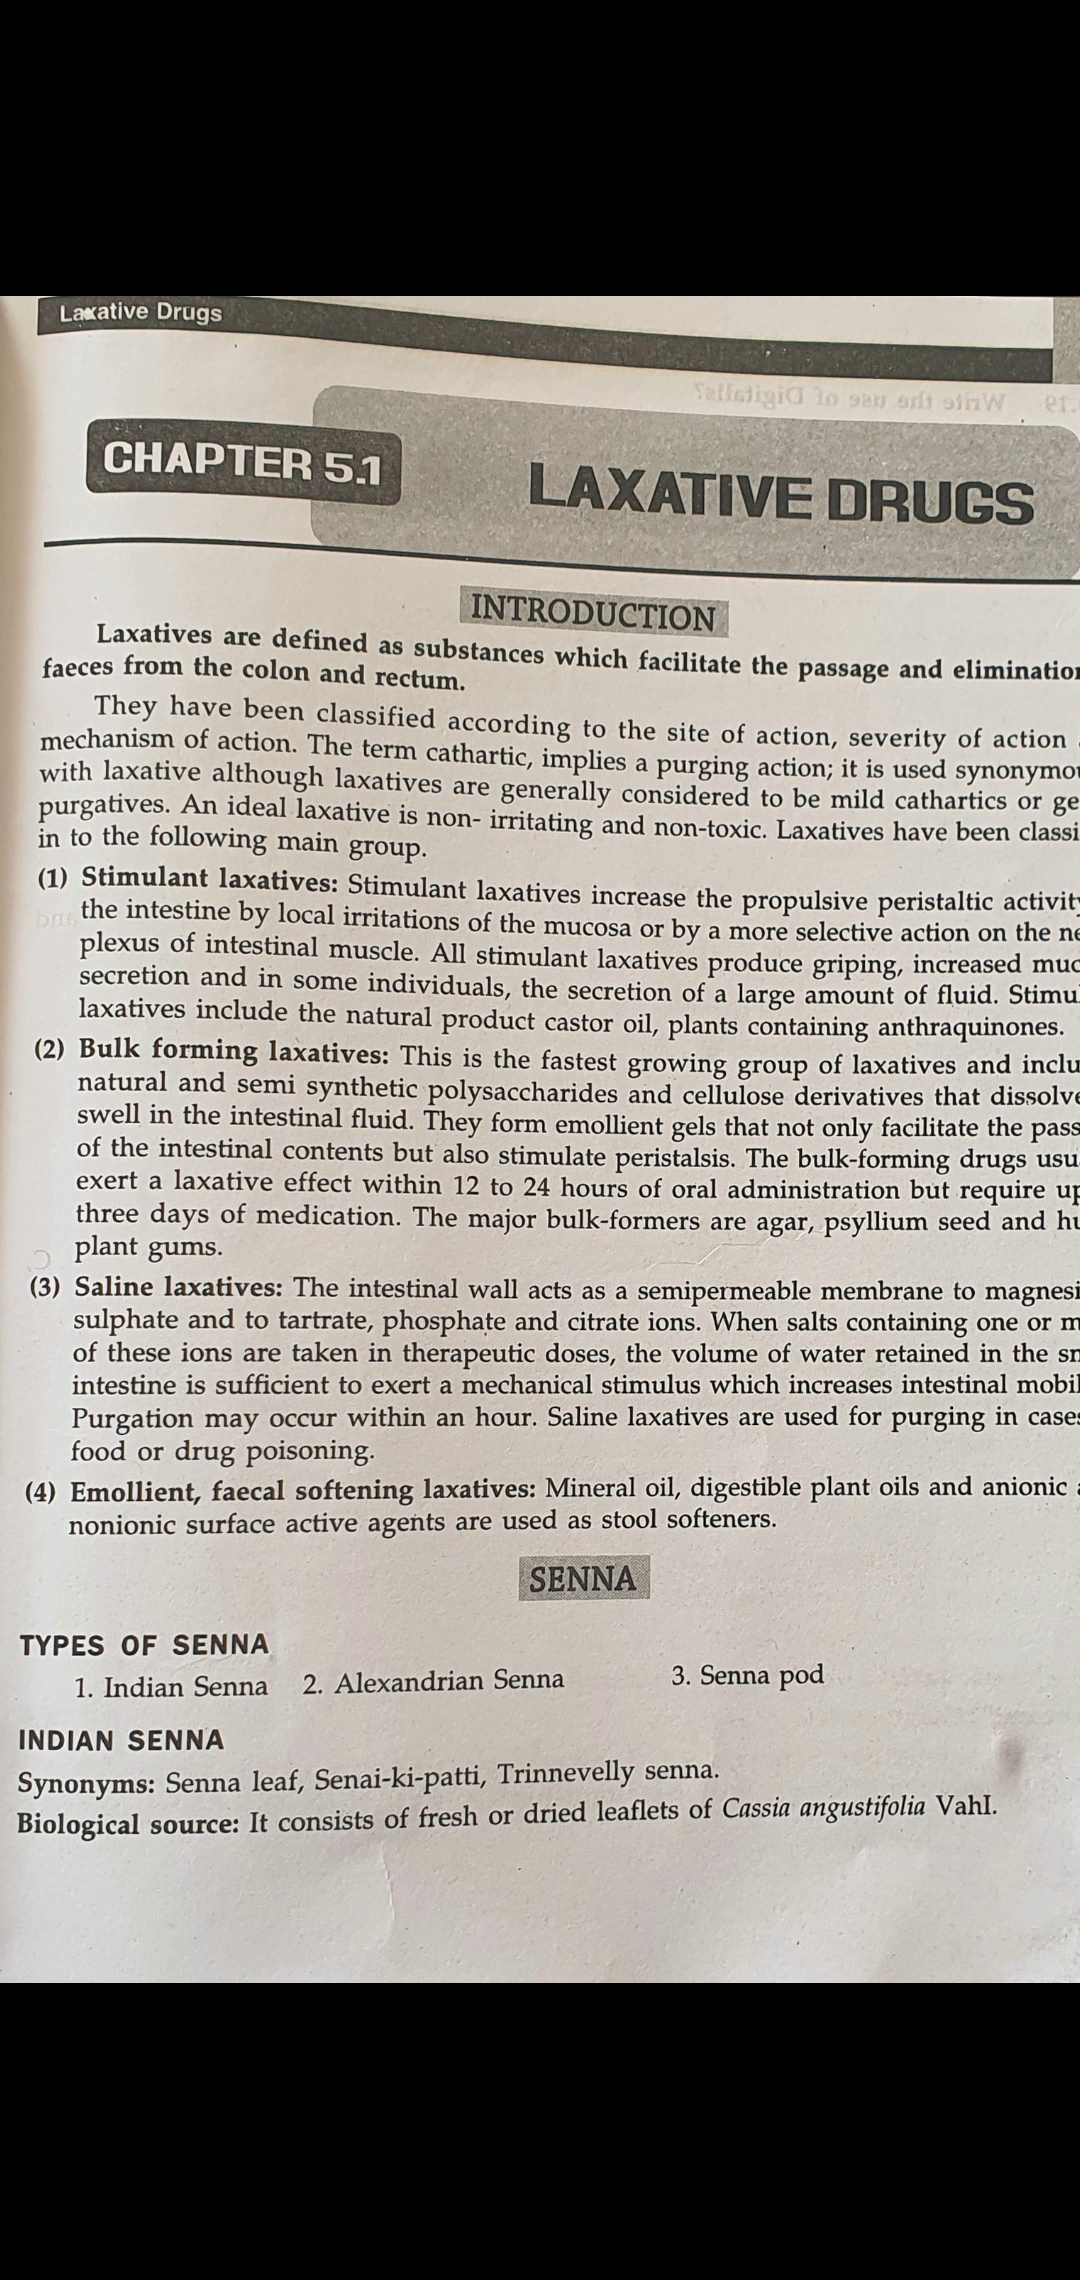 Laxative Drugs
Write the use of Digitalis?
CHAPTER 5.1
LAXATIVE DRUGS
INTRODUCTION
Laxatives are defined as substances which facilitate the passage and
faeces from the colon and rectum.
They have been classified according to the site of action, severity of action
mechanism of action. The term cathartic, implies a purging action; it is used
with laxative although laxatives are generally considered to be mild cathartics or
purgatives. An ideal laxative is non- irritating and non-toxic. Laxatives have been
in to the following main group.
(1) Stimulant laxatives: Stimulant laxatives increase the propulsive peristaltic
the intestine by local irritations of the mucosa or by a more selective action on the
plexus of intestinal muscle. All stimulant laxatives produce griping, increased
secretion and in some individuals, the secretion of a large amount of fluid.
laxatives include the natural product castor oil, plants containing anthraquinones.
(2) Bulk forming laxatives: This is the fastest growing group of laxatives and
natural and semi synthetic polysaccharides and cellulose derivatives that
swell in the intestinal fluid. They form emollient gels that not only facilitate the
of the intestinal contents but also stimulate peristalsis. The bulk-forming drugs
exert a laxative effect within 12 to 24 hours of oral administration but require
three days of medication. The major bulk-formers are agar, psyllium seed and
plant gums.
(3) Saline laxatives: The intestinal wall acts as a semipermeable membrane to
sulphate and to tartrate, phosphate and citrate ions. When salts containing one or
of these ions are taken in therapeutic doses, the volume of water retained in the
intestine is sufficient to exert a mechanical stimulus which increases intestinal
Purgation may occur within an hour. Saline laxatives are used for purging in
food or drug poisoning.
(4) Emollient, faecal softening laxatives: Mineral oil, digestible plant oils and anionic
nonionic surface active agents are used as stool softeners.
SENNA
TYPES OF SENNA
1. Indian Senna 2. Alexandrian Senna 3. Senna pod
INDIAN SENNA
Synonyms: Senna leaf, Senai-ki-patti, Trinnevelly senna.
Biological source: It consists of fresh or dried leaflets of Cassia angustifolia VahI.